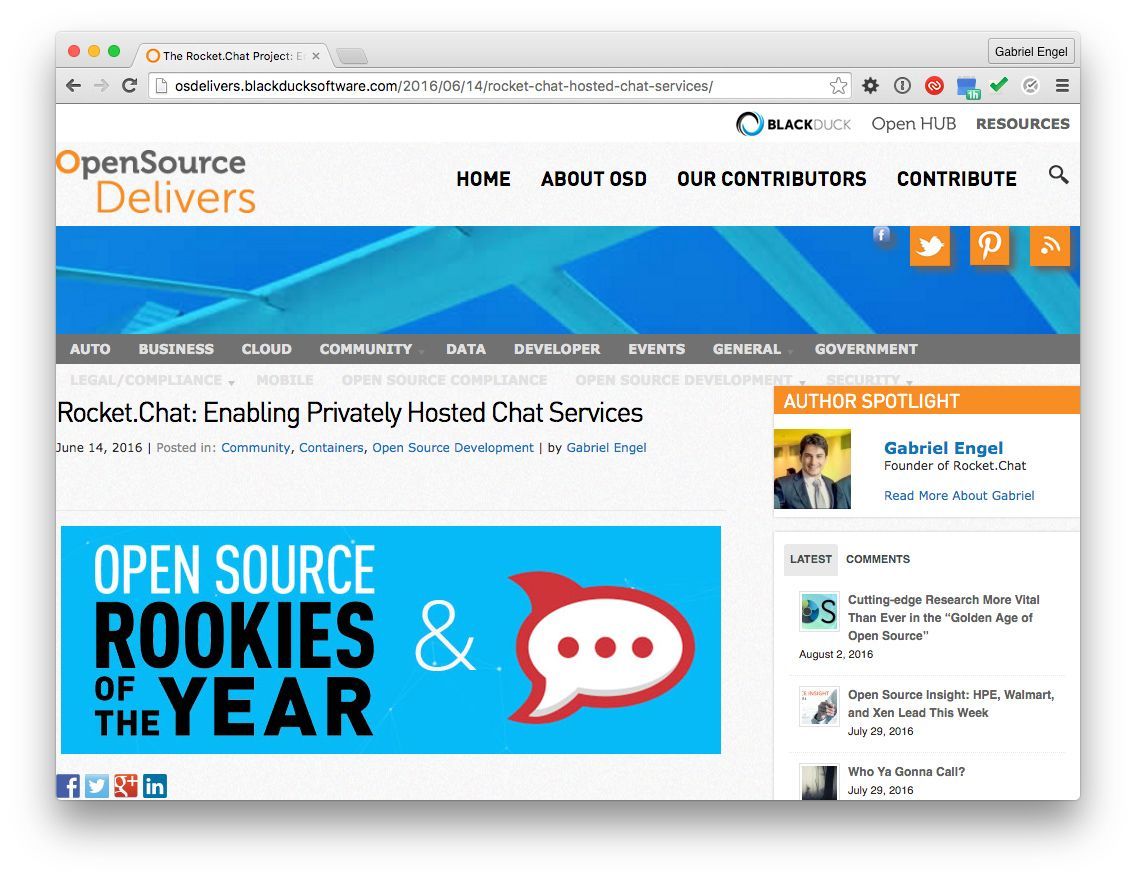 The Rocket.Chat Project: E
Gabriel Engel
osdelivers.blackducksoftware.com/2016/06/14/rocket-chat-hosted-chat-services/
1h
BLACKDUCK Open HUB RESOURCES
OpenSource
Delivers
HOME ABOUT OSD OUR CONTRIBUTORS CONTRIBUTE
AUTO BUSINESS CLOUD COMMUNITY DATA DEVELOPER EVENTS GENERAL GOVERNMENT
LEGAL/COMPLIANCE MOBILE OPEN SOURCE COMPLIANCE OPEN SOURCE DEVELOPMENT SECURITY
Rocket.Chat: Enabling Privately Hosted Chat Services
June 14, 2016 | Posted in: Community, Containers, Open Source Development | by Gabriel Engel
OPEN SOURCE
ROOKIES
OF THE YEAR
&
AUTHOR SPOTLIGHT
Gabriel Engel
Founder of Rocket.Chat
Read More About Gabriel
LATEST COMMENTS
Cutting-edge Research More Vital
Than Ever in the “Golden Age of
Open Source”
August 2, 2016
Open Source Insight: HPE, Walmart,
and Xen Lead This Week
July 29, 2016
Who Ya Gonna Call?
July 29, 2016